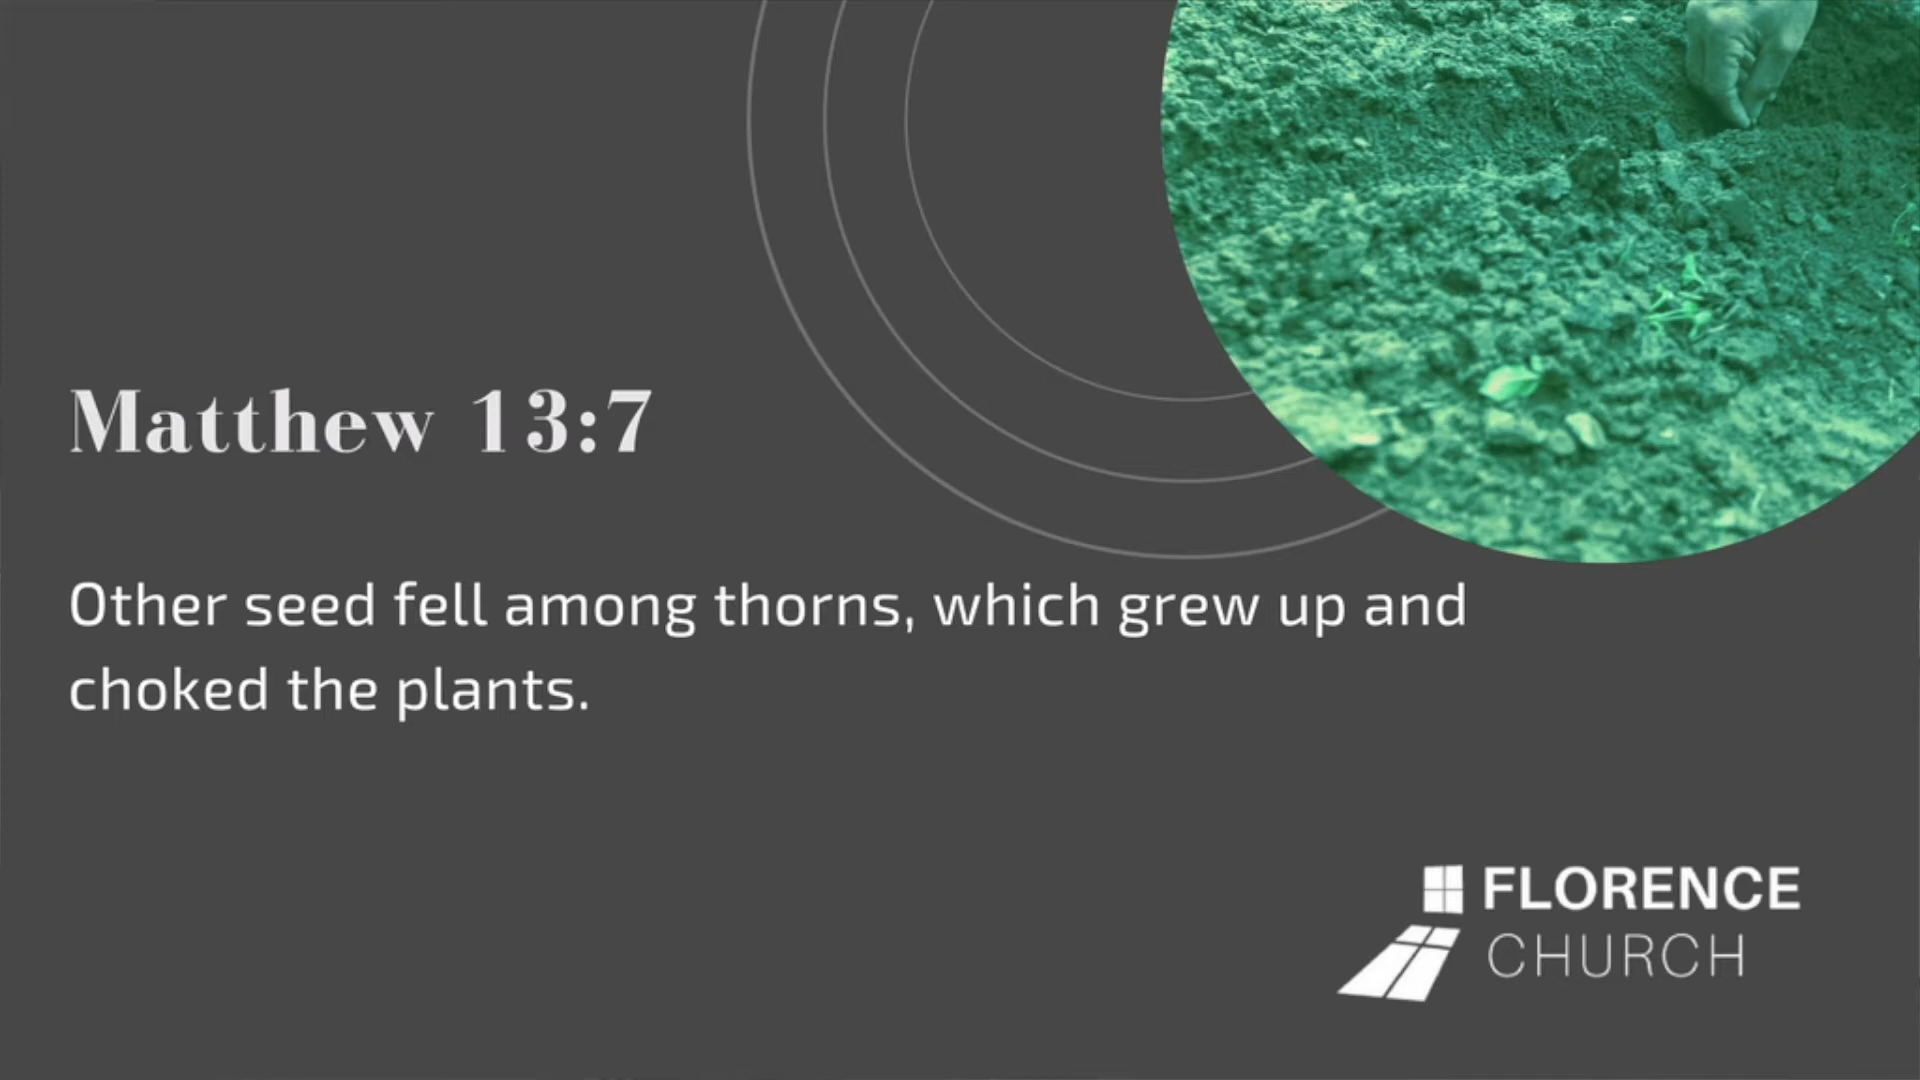 Matthew 13:7
Other seed fell among thorns, which grew up and
choked the plants.
FLORENCE
CHURCH